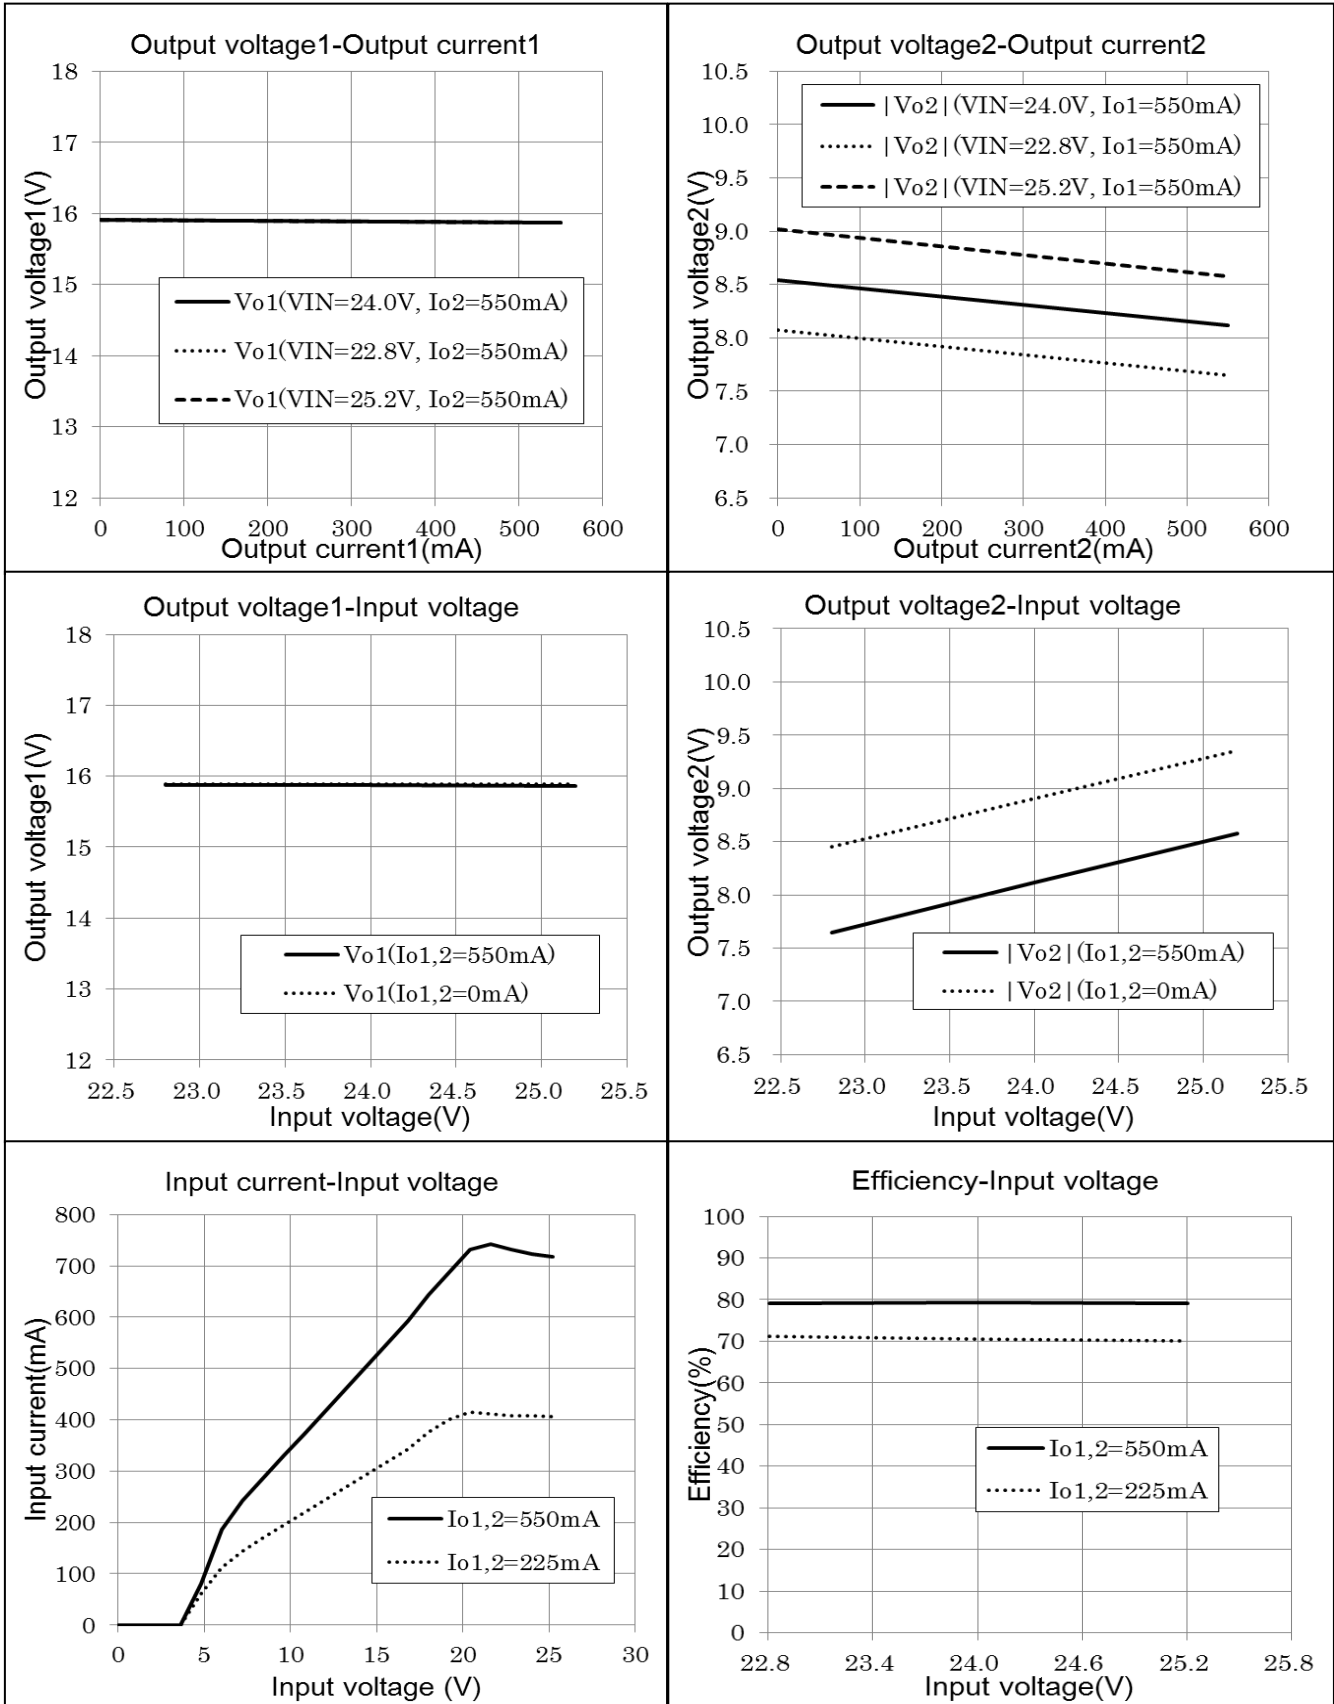 Output voltage1-Output current1
18
17
16
15
14
13
12
Output voltage1(V)
Vo1(VIN=24.0V, Io2=550mA)
Vo1(VIN=22.8V, Io2=550mA)
Vo1(VIN=25.2V, Io2=550mA)
0 100 200 300 400 500 600
Output current1(mA)
Output voltage2-Output current2
10.5
10.0
9.5
9.0
8.5
8.0
7.5
7.0
6.5
Output voltage2(V)
|Vo2|(VIN=24.0V, Io1=550mA)
|Vo2|(VIN=22.8V, Io1=550mA)
|Vo2|(VIN=25.2V, Io1=550mA)
0 100 200 300 400 500 600
Output current2(mA)
Output voltage1-Input voltage
18
17
16
15
14
13
12
Output voltage1(V)
Vo1(Io1,2=550mA)
Vo1(Io1,2=0mA)
22.5 23.0 23.5 24.0 24.5 25.0 25.5
Input voltage(V)
Output voltage2-Input voltage
10.5
10.0
9.5
9.0
8.5
8.0
7.5
7.0
6.5
Output voltage2(V)
|Vo2|(Io1,2=550mA)
|Vo2|(Io1,2=0mA)
22.5 23.0 23.5 24.0 24.5 25.0 25.5
Input voltage(V)
Input current-Input voltage
800
700
600
500
400
300
200
100
0
Input current(mA)
Io1,2=550mA
Io1,2=225mA
0 5 10 15 20 25 30
Input voltage (V)
Efficiency-Input voltage
100
90
80
70
60
50
40
30
20
10
0
Efficiency(%)
Io1,2=550mA
Io1,2=225mA
22.8 23.4 24.0 24.6 25.2 25.8
Input voltage(V)